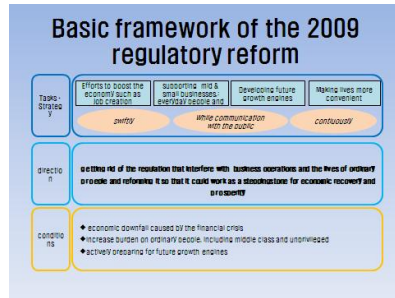 Basic framework of the 2009
regulatory reform
Tasks -
Strateg
y
Efforts to boost the
economy such as
job creation
supporting mid &
small businesses,
everyday people and
Developing future
growth engines
Making lives more
convenient
swiftly
While communication
with the public
contiuously
directio
n
getting rid of the regulation that interfere with business operations and the lives of ordinary
proeple and reforming it so that it could work as a steppingstone for economic recovery and
prosperity
conditio
ns
◆ economic downfall caused by the financial crisis
◆ increase burden on ordinary people, including middle class and unprivileged
◆ actively preparing for future growth engines